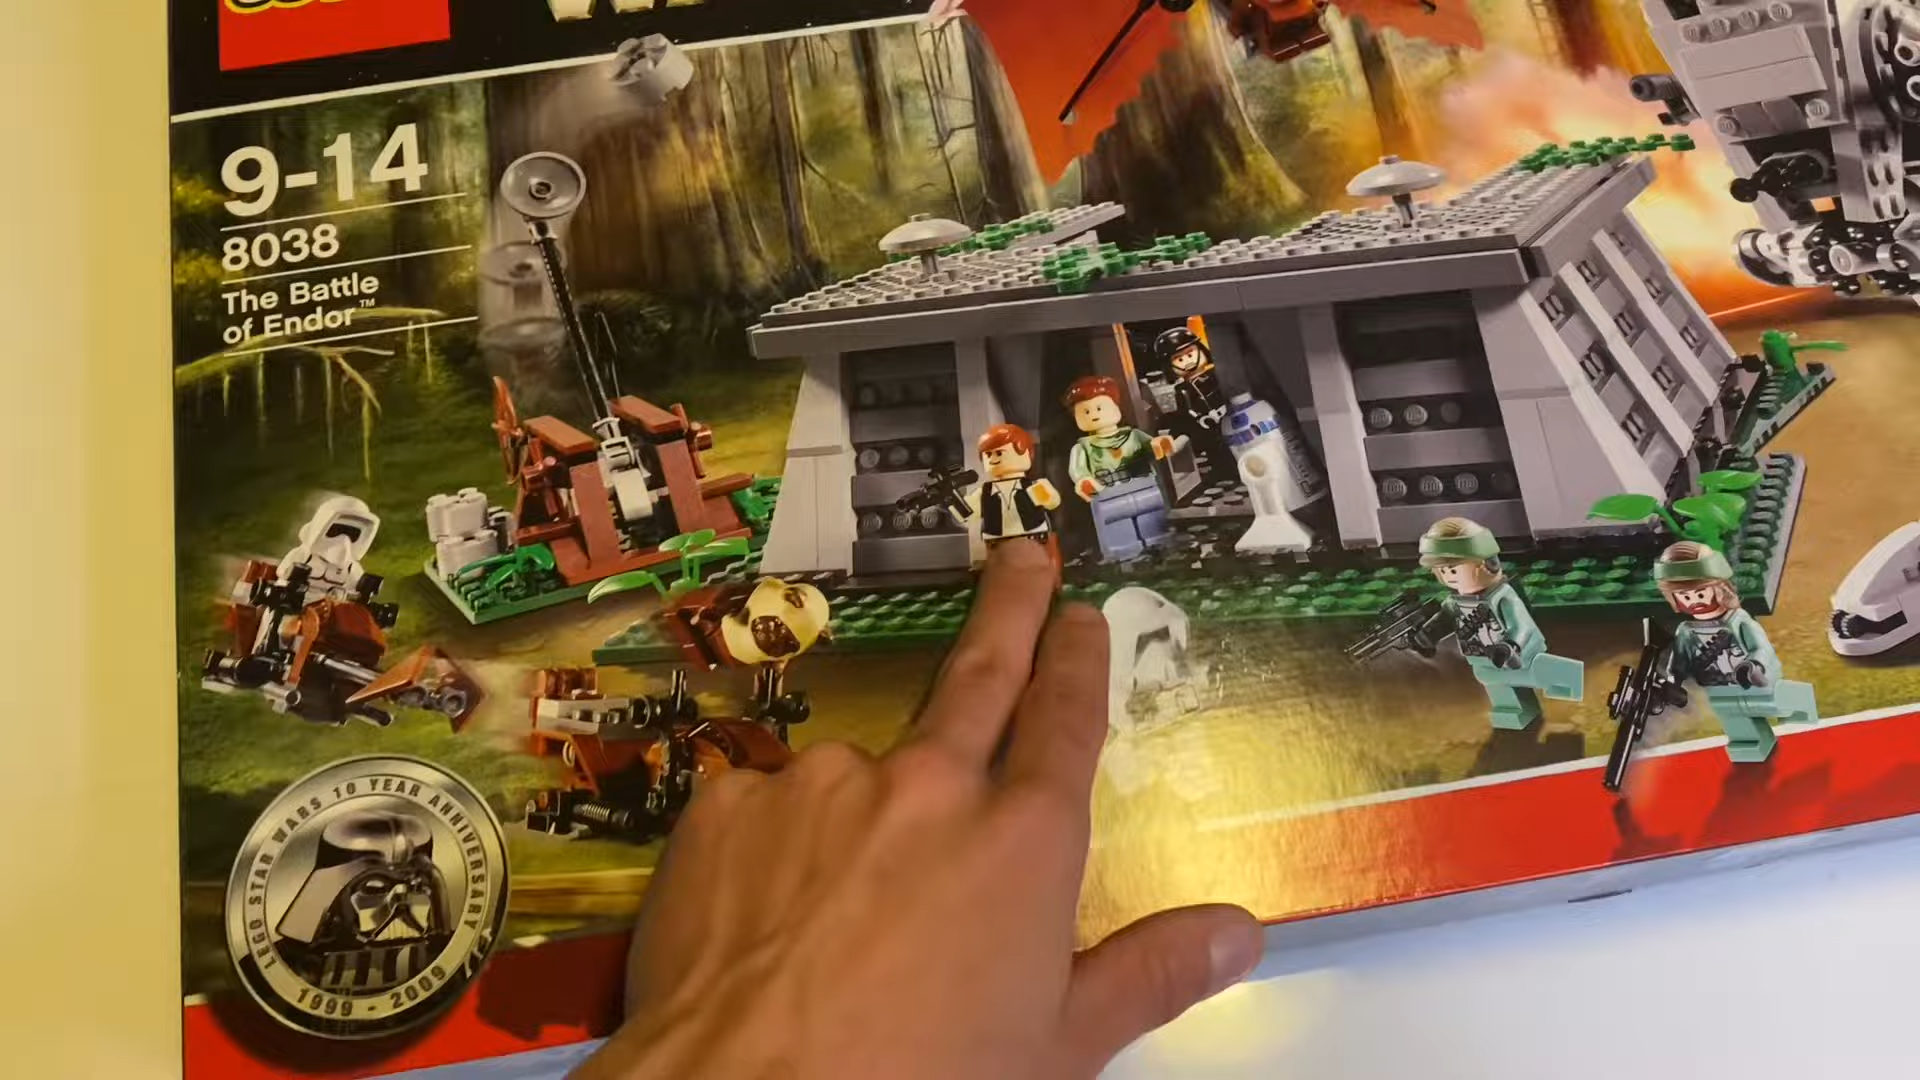 9-14
8038
The Battle
of Endor™
LEGO STAR WARS 10 YEAR ANNIVERSARY
1999 - 2009